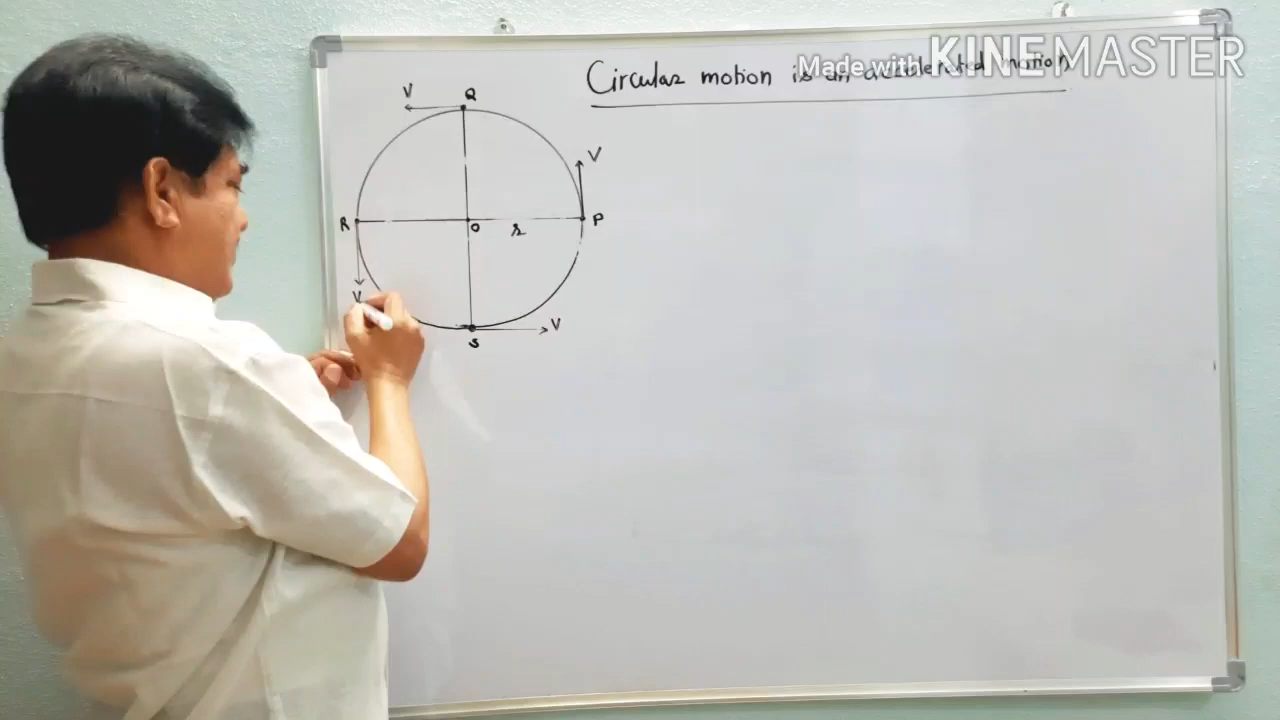 Circular motion is an accelerated motion
Made with KINEMASTER
V
Q
V
R
O
r
P
V
S
V